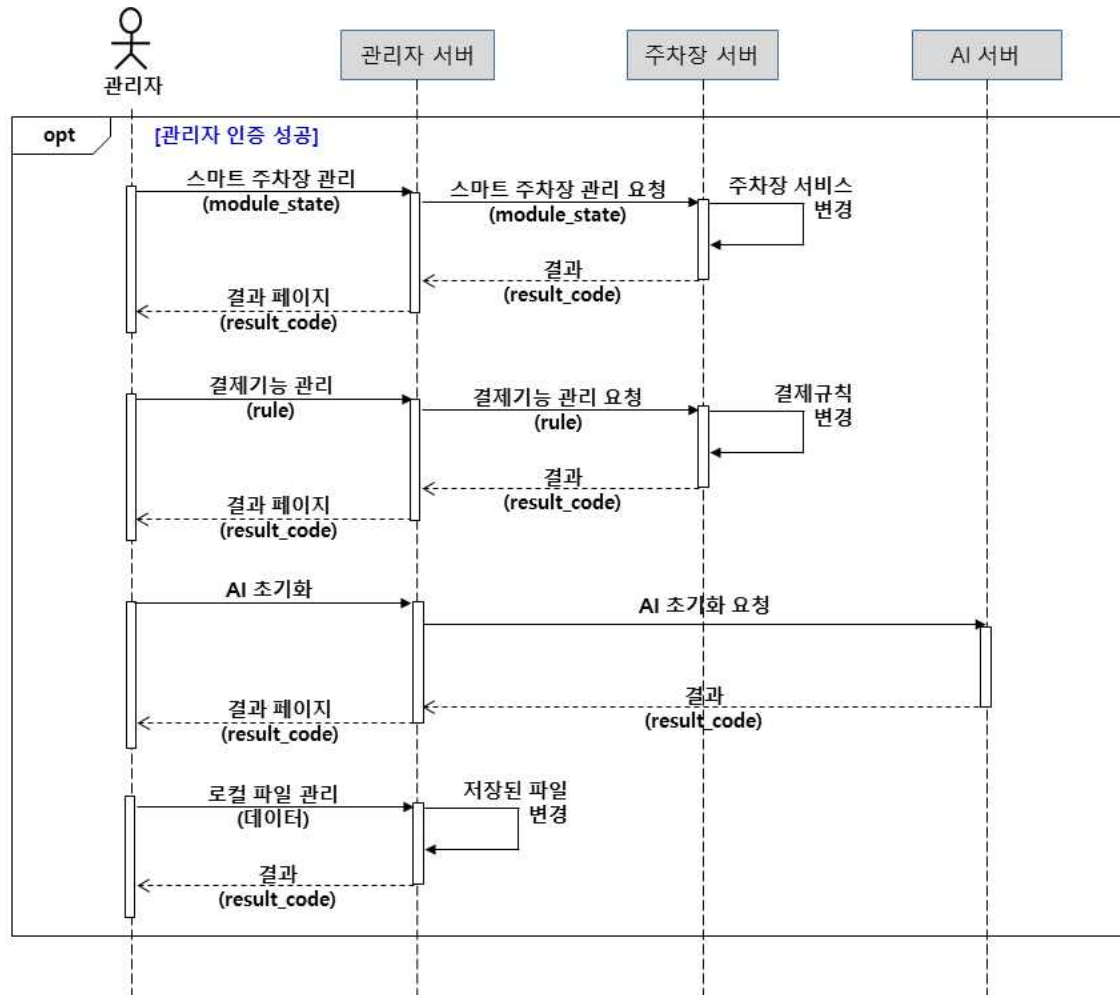 관리자
관리자 서버
주차장 서버
AI 서버
opt
[관리자 인증 성공]
스마트 주차장 관리
(module_state)
스마트 주차장 관리 요청
(module_state)
주차장 서비스
변경
결과
(result_code)
결과 페이지
(result_code)
결제기능 관리
(rule)
결제기능 관리 요청
(rule)
결제규칙
변경
결과
(result_code)
결과 페이지
(result_code)
AI 초기화
AI 초기화 요청
결과
(result_code)
결과 페이지
(result_code)
로컬 파일 관리
(데이터)
저장된 파일
변경
결과
(result_code)